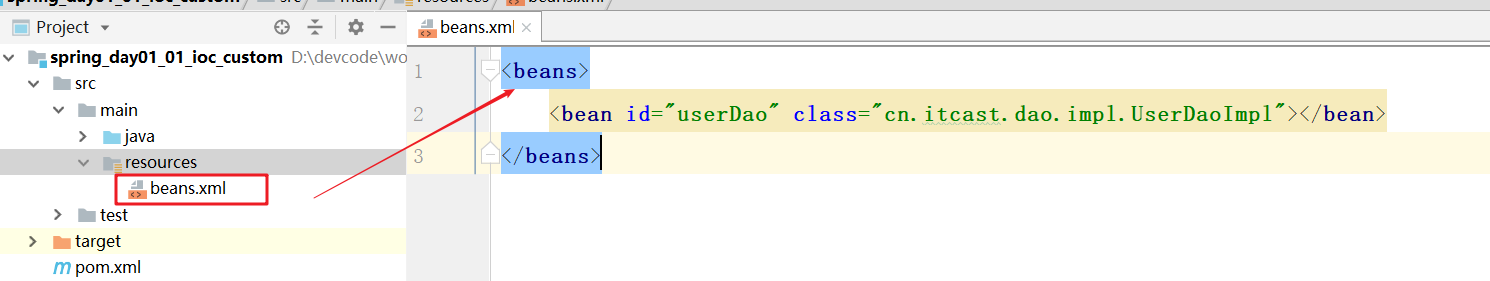 spring_day01_01_ioc_custom src main resources beans.xml
Project
spring_day01_01_ioc_custom D:\devcode\wo
src
main
java
resources
beans.xml
test
target
pom.xml
beans.xml
1 <beans>
2 <bean id="userDao" class="cn.itcast.dao.impl.UserDaoImpl"></bean>
3 </beans>